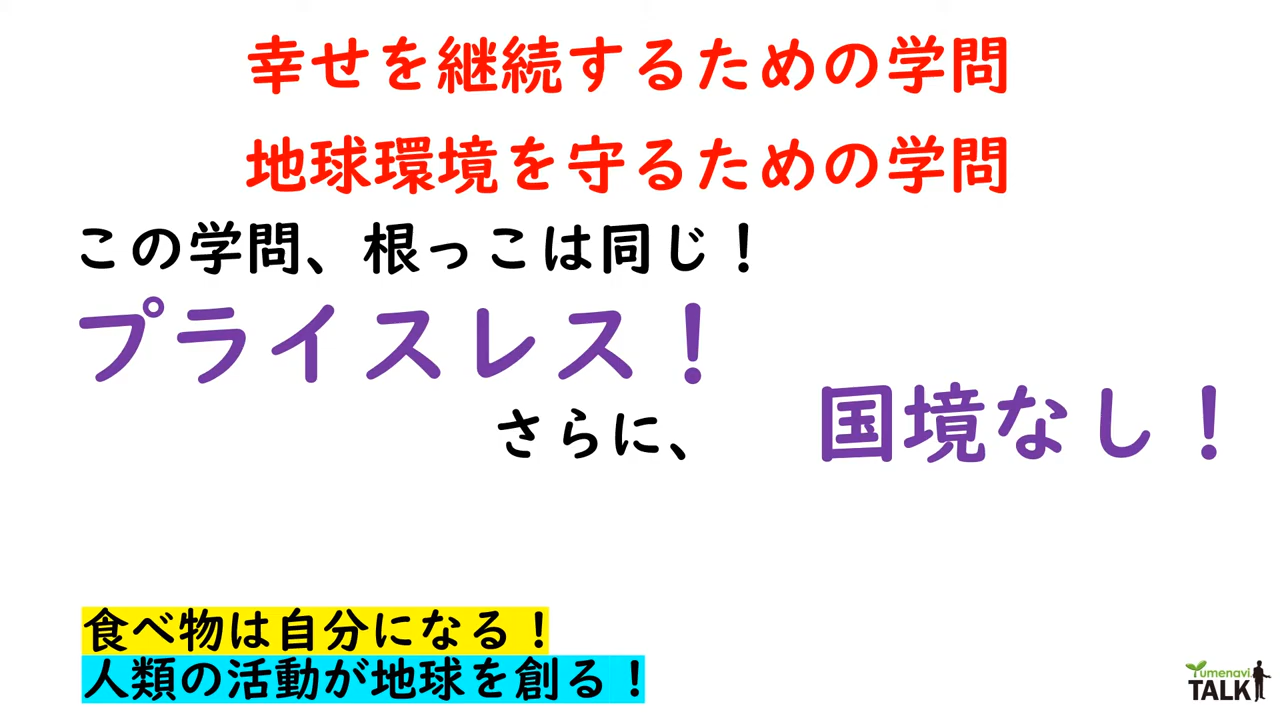 幸せを継続するための学問
地球環境を守るための学問
この学問、根っこは同じ！
プライスレス！
さらに、 国境なし！
食べ物は自分になる！
人類の活動が地球を創る！
Yumenavi
TALK